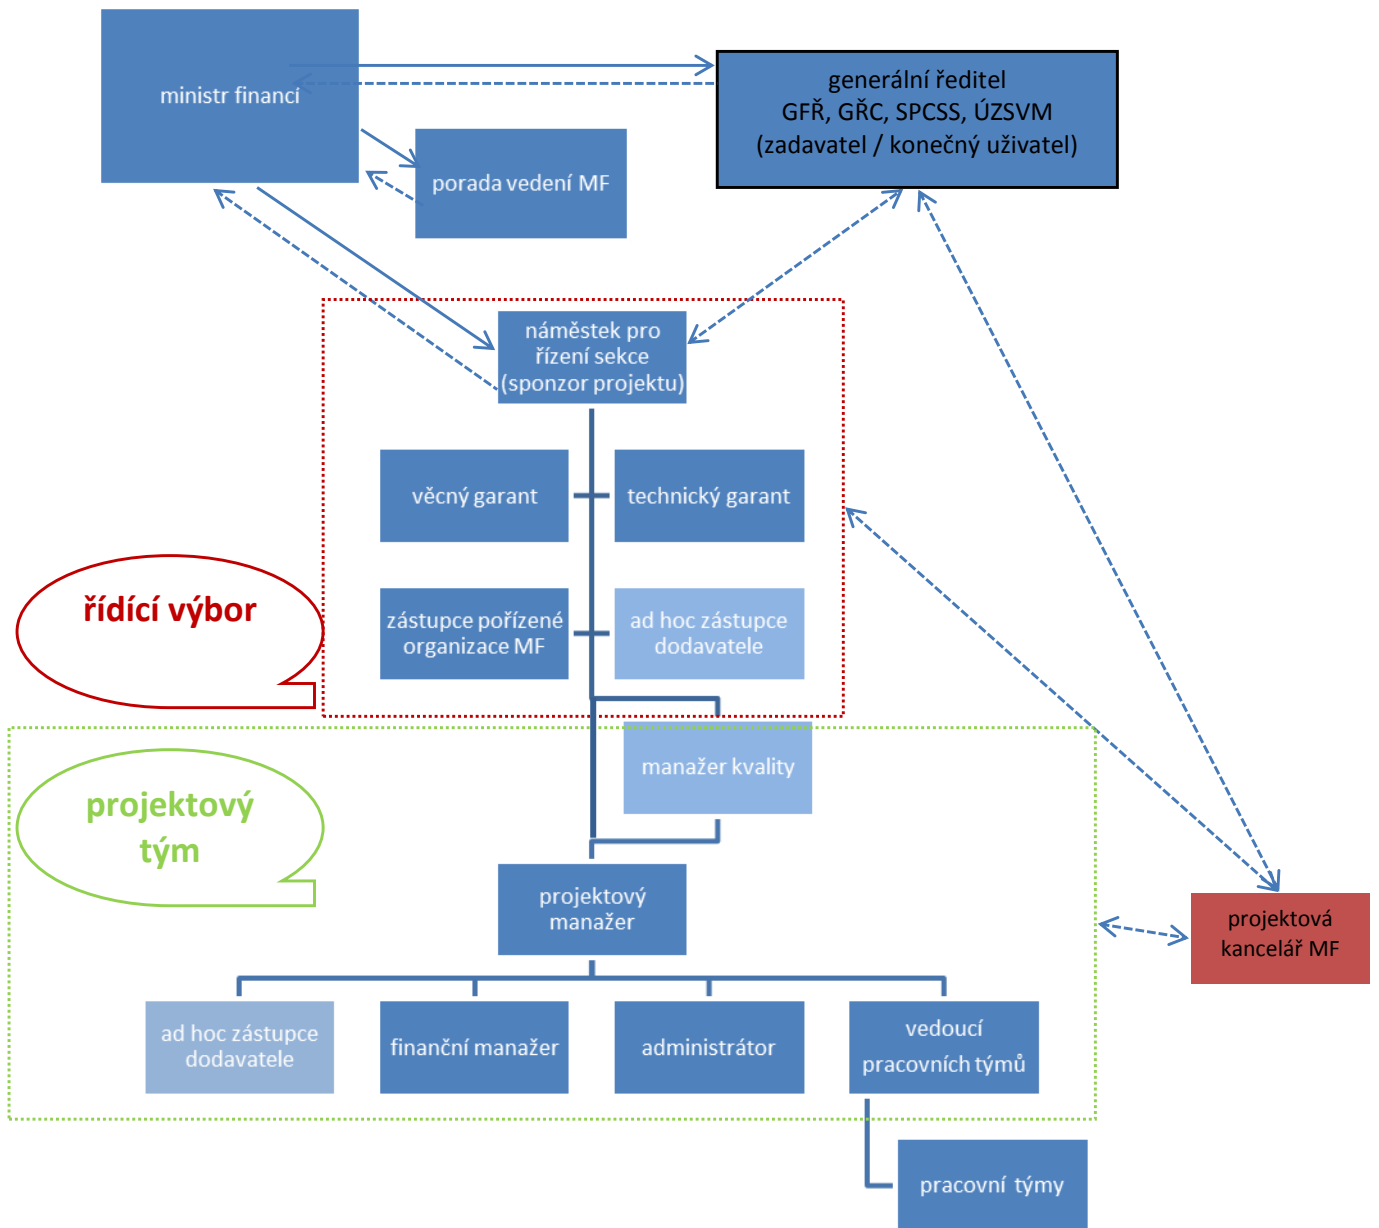 ministr financí
generální ředitel
GFŘ, GŘC, SPCSS, ÚZSVM
(zadavatel / konečný uživatel)
porada vedení MF
náměstek pro
řízení sekce
(sponzor projektu)
věcný garant
technický garant
řídící výbor
zástupce pořízené
organizace MF
ad hoc zástupce
dodavatele
manažer kvality
projektový
tým
projektový
manažer
projektová
kancelář MF
ad hoc zástupce
dodavatele
finanční manažer
administrátor
vedoucí
pracovních týmů
pracovní týmy